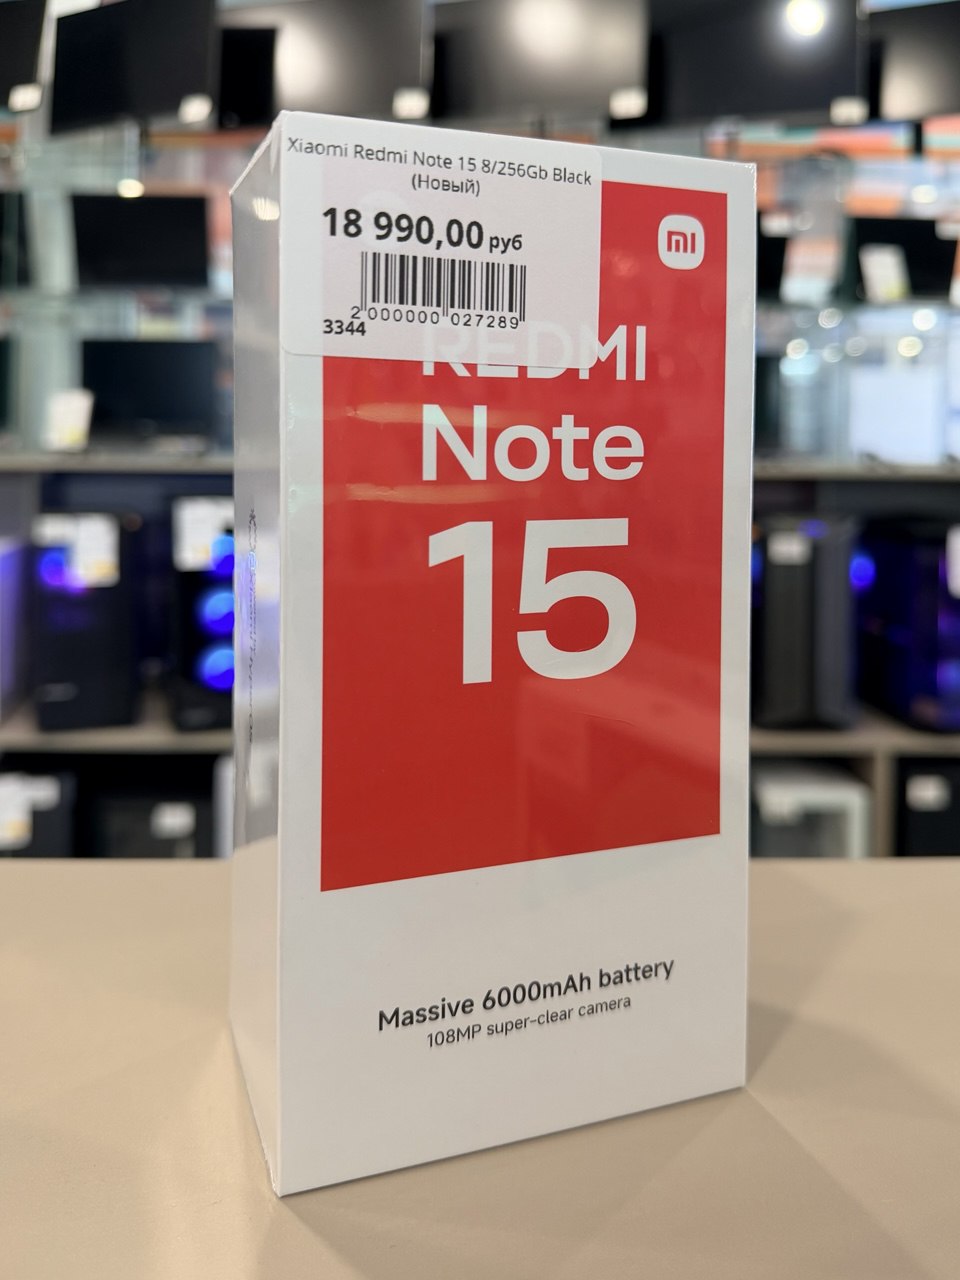 Xiaomi Redmi Note 15 8/256Gb Black
(Новый)
18 990,00 руб
2 000000 027289
3344
mi
REDMI
Note
15
Massive 6000mAh battery
108MP super-clear camera